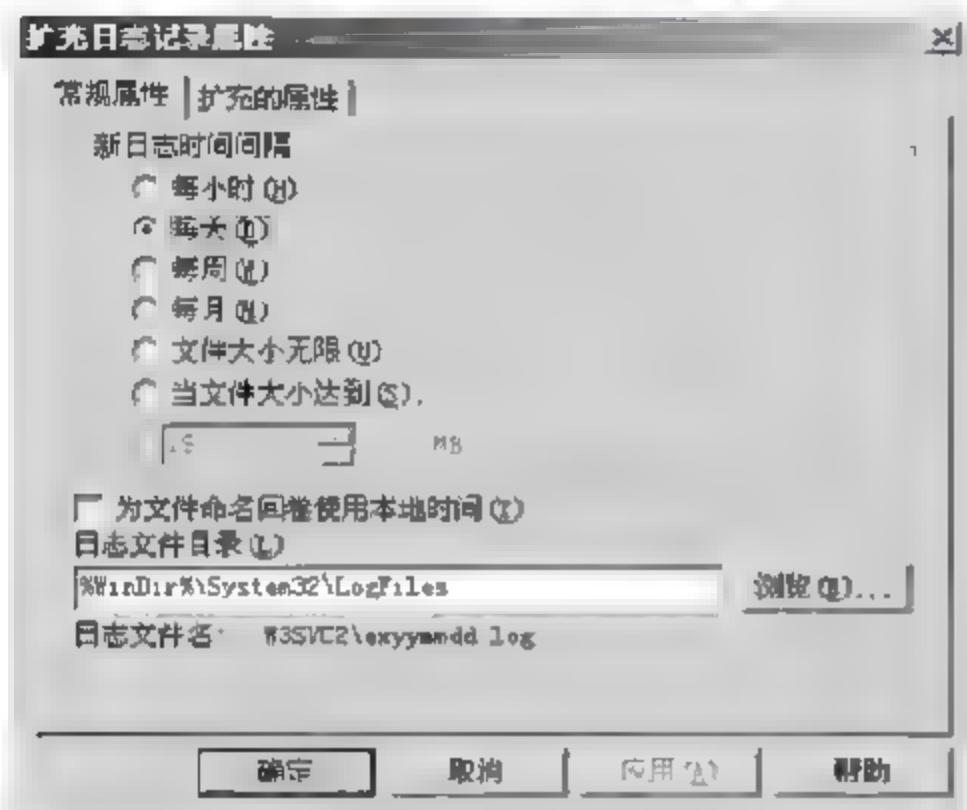 扩充日志记录属性
常规属性 扩充的属性
新日志时间间隔
每小时(H)
每天(D)
每周(W)
每月(M)
文件大小无限(U)
当文件大小达到(S).
19 MB
为文件命名回卷使用本地时间(T)
日志文件目录(L)
%WinDir%\System32\LogFiles 浏览(R)...
日志文件名: W3SVC2\exyymmdd log
确定 取消 应用(A) 帮助